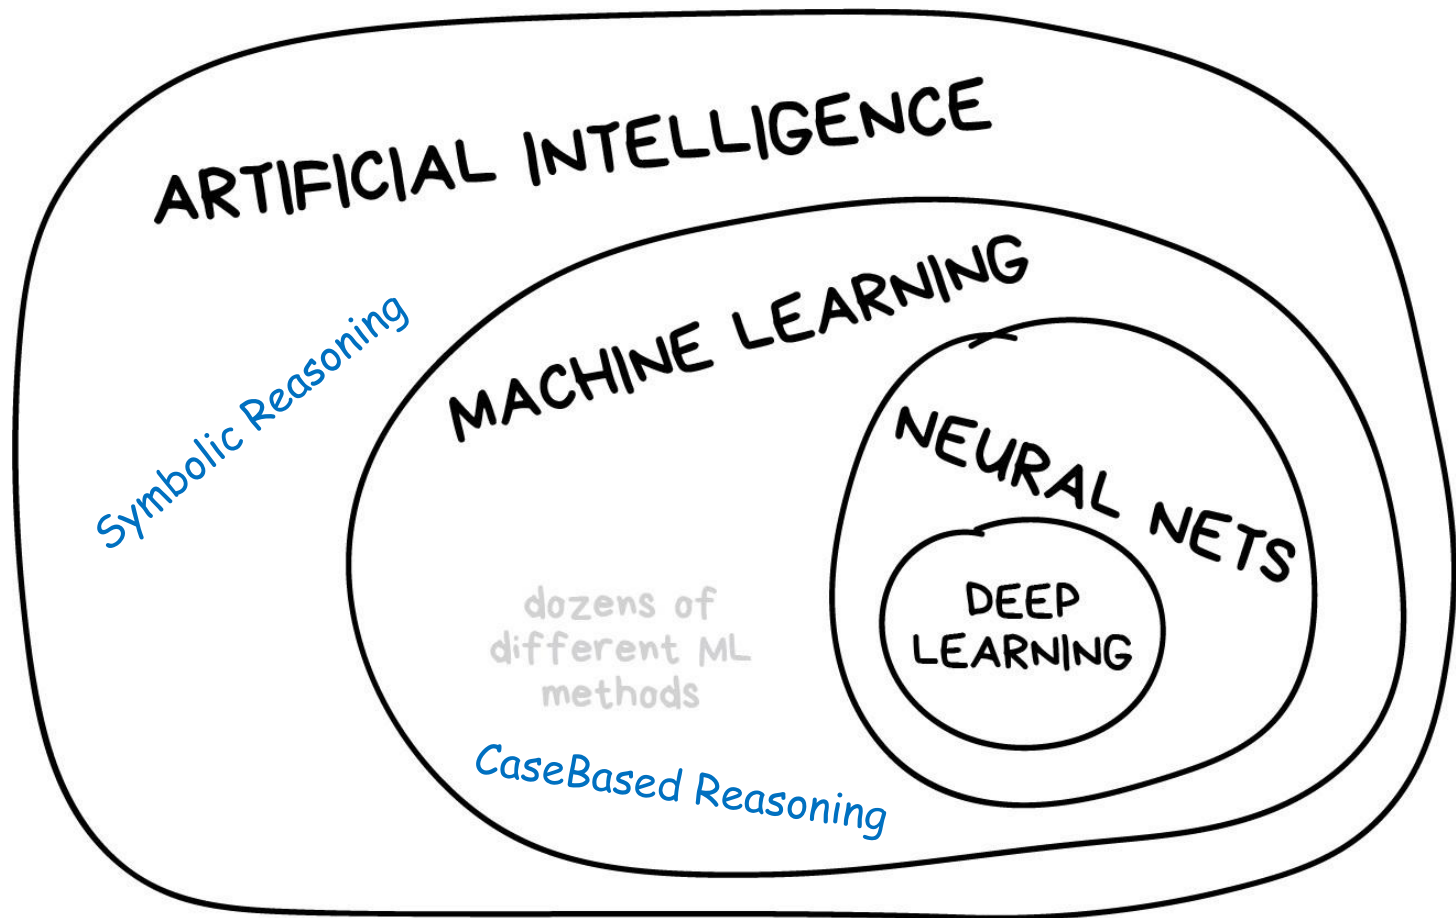 ARTIFICIAL INTELLIGENCE
MACHINE LEARNING
Symbolic Reasoning
NEURAL NETS
DEEP
LEARNING
dozens of
different ML
methods
CaseBased Reasoning